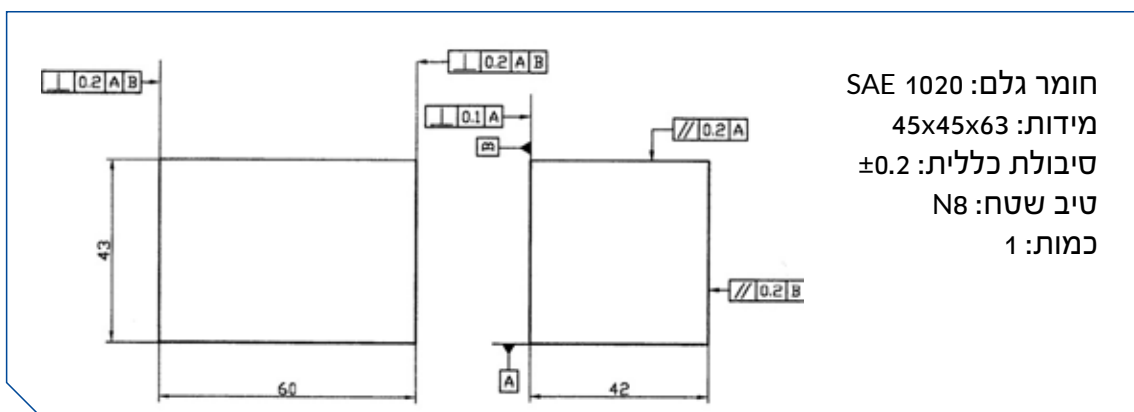 חומר גלם: SAE 1020
מידות: 45x45x63
סיבולת כללית: ±0.2
טיב שטח: N8
כמות: 1
⊥ 0.2 A B
⊥ 0.2 A B
⊥ 0.1 A
B
// 0.2 A
43
// 0.2 B
A
60
42